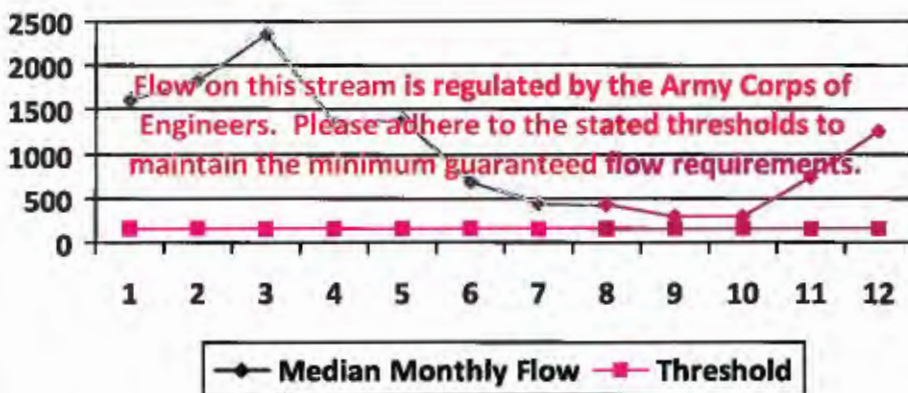 2500
2000
1500
1000
500
0
Flow on this stream is regulated by the Army Corps of
Engineers. Please adhere to the stated thresholds to
maintain the minimum guaranteed flow requirements.
1 2 3 4 5 6 7 8 9 10 11 12
Median Monthly Flow Threshold